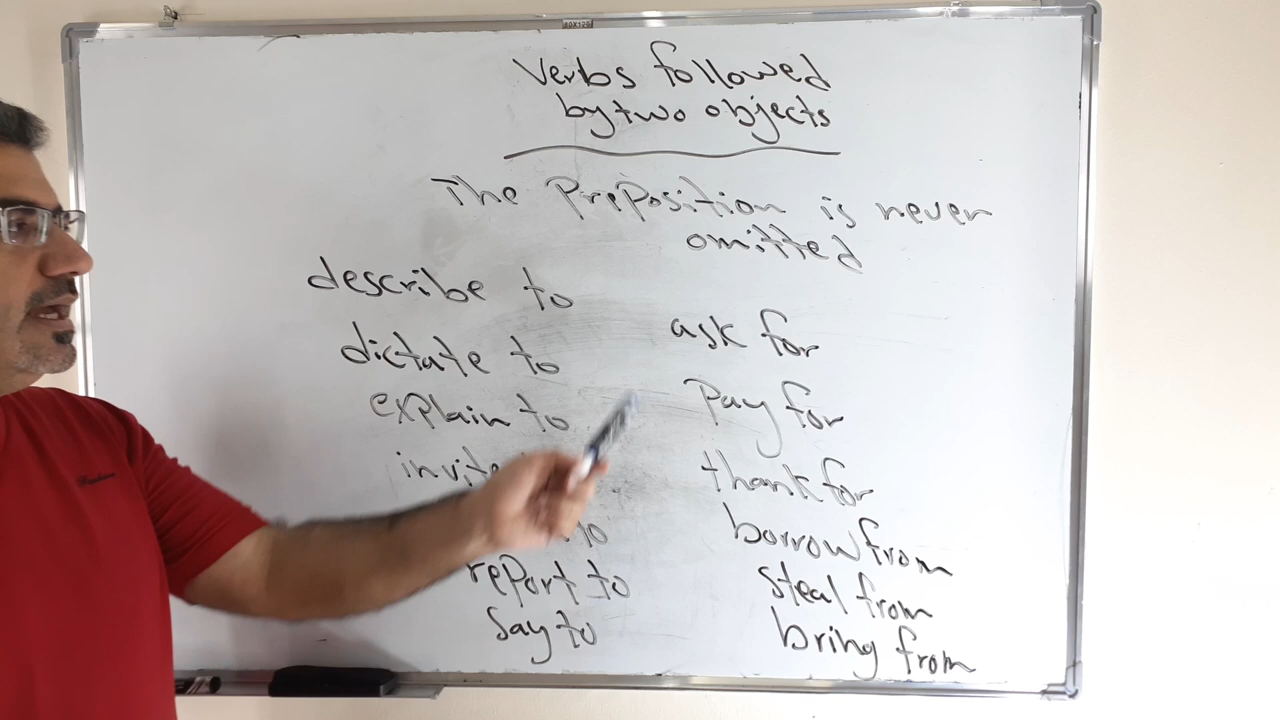 Verbs followed
by two objects
The Preposition is never
omitted
describe to
dictate to
explain to
invite
to
report to
say to
ask for
Pay for
thank for
borrow from
steal from
bring from